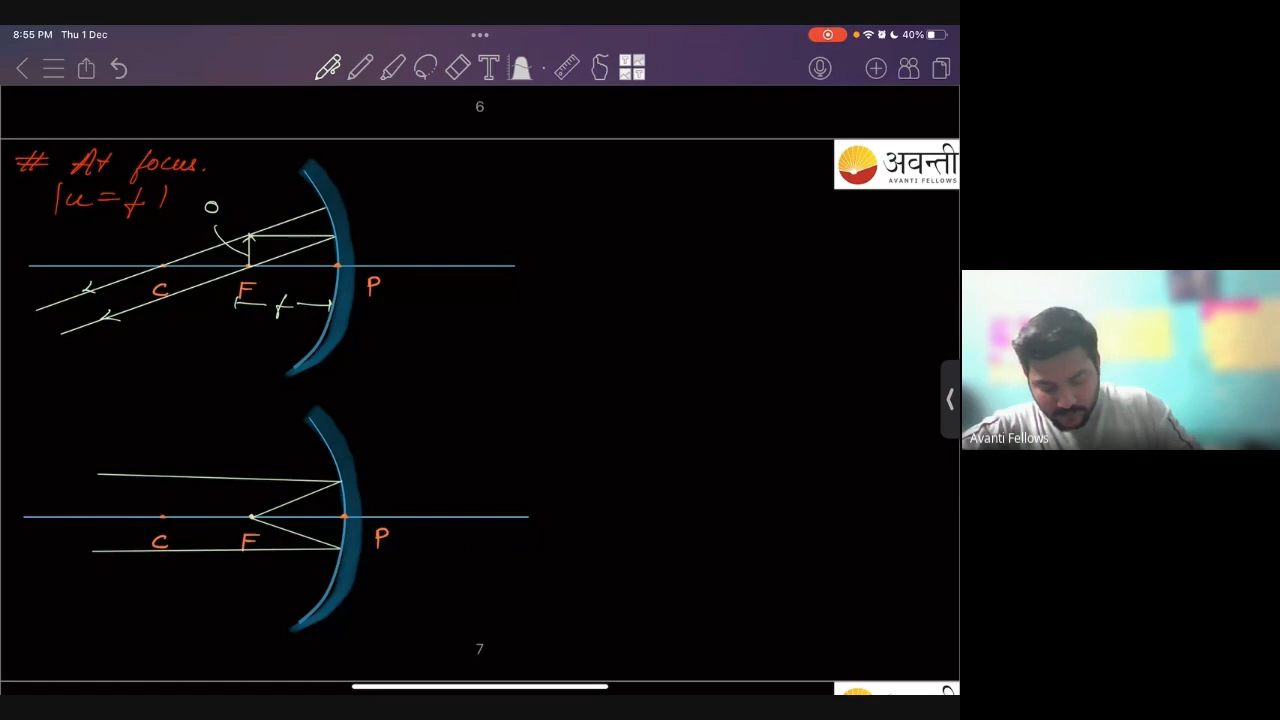 8:55 PM Thu 1 Dec
40%
6
# At focus.
|u = f|
अवन्ती
AVANTI FELLOWS
O
C
F
P
f
Avanti Fellows
C
F
P
7